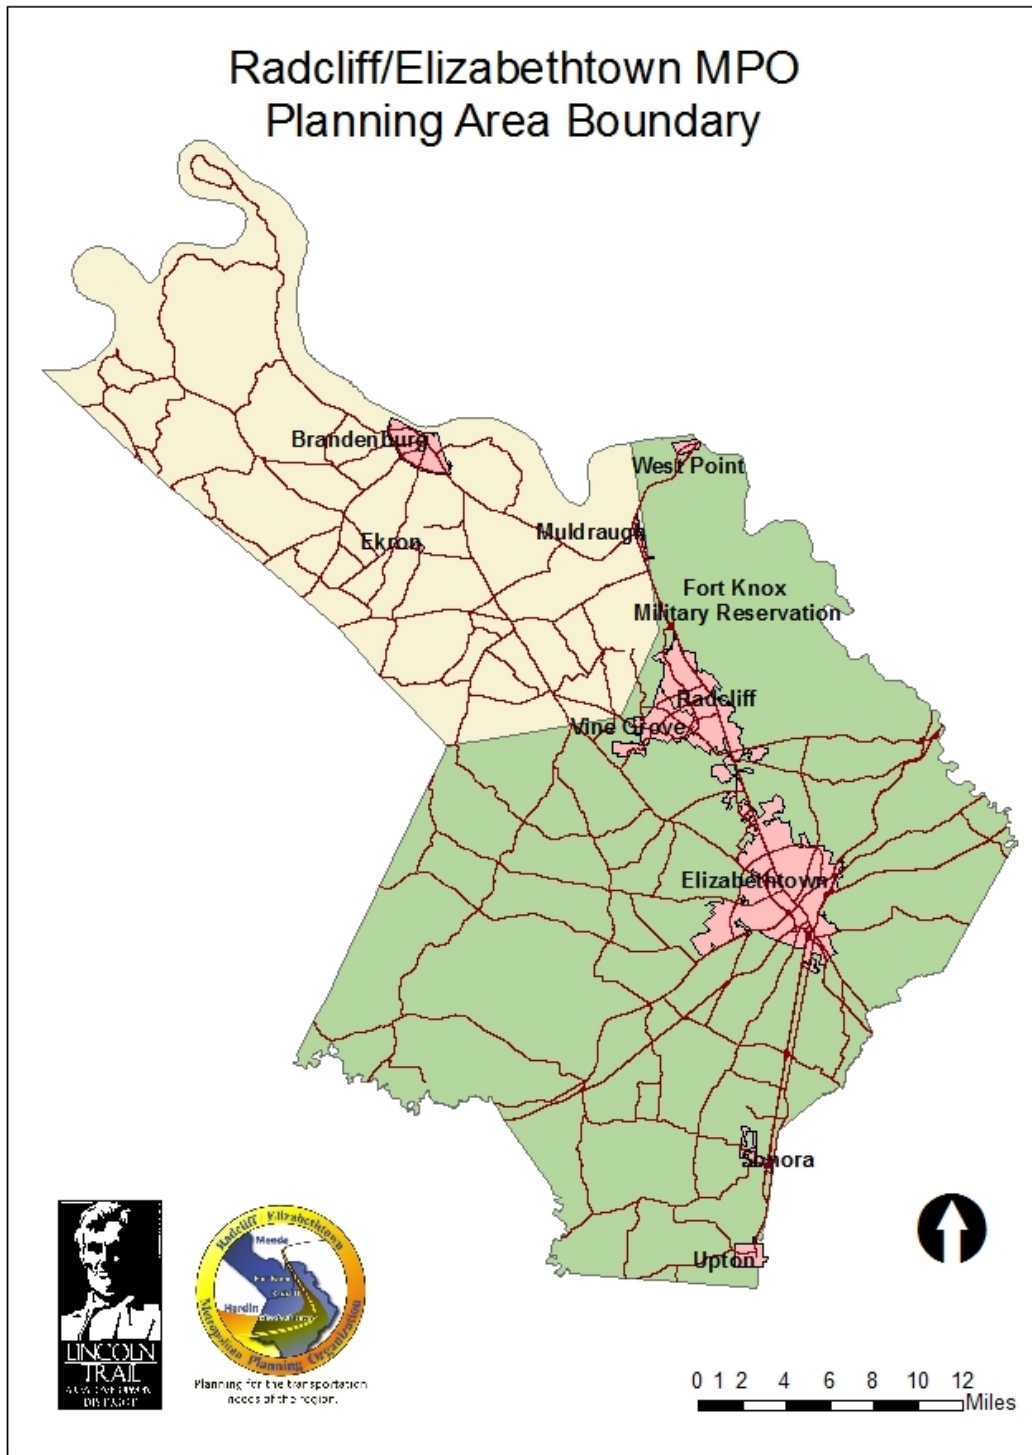 Radcliff/Elizabethtown MPO
Planning Area Boundary
Brandenburg
West Point
Muldraugh
Ekron
Fort Knox
Military Reservation
Radcliff
Vine Grove
Elizabethtown
Sonora
Upton
LINCOLN
TRAIL
DISTRICT
Radcliff Elizabethtown
Meade
Hardin
Metropolitan Planning Organization
Planning for the transportation
needs of the region.
0 1 2 4 6 8 10 12
Miles